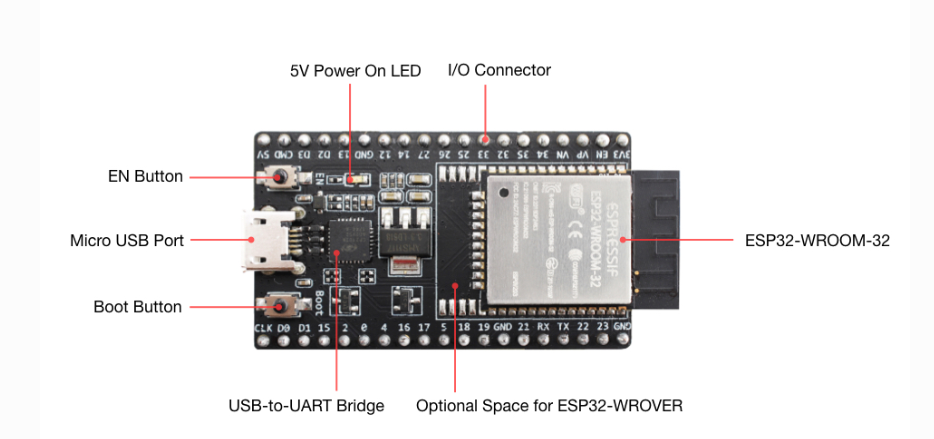 5V Power On LED
I/O Connector
5V CMD D3 D2 13 GND 12 14 27 26 25 33 32 35 34 VN VP EN 3V3
EN Button
EN
Micro USB Port
Boot Button
Boot
ESPRESSIF
ESP32-WROOM-32
WiFi
CE
ESP32-WROOM-32
CLK D0 D1 15 2 0 4 16 17 5 18 19 GND 21 RX TX 22 23 GND
USB-to-UART Bridge
Optional Space for ESP32-WROVER